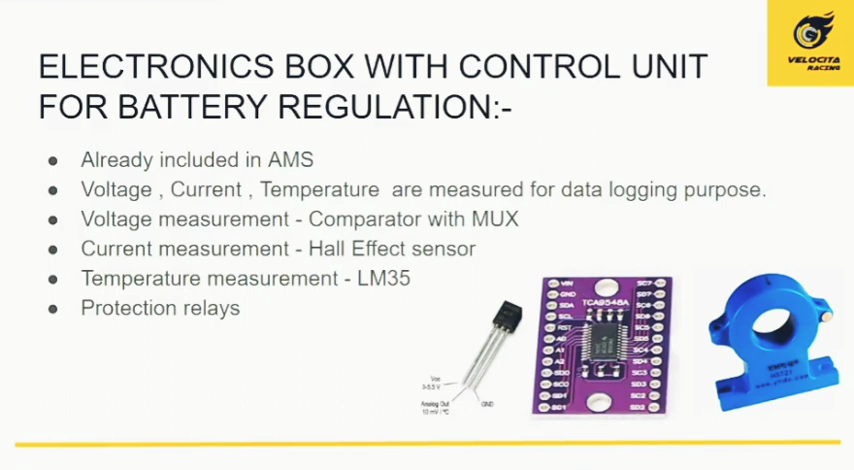 VELOCITA
RACING
ELECTRONICS BOX WITH CONTROL UNIT
FOR BATTERY REGULATION:-
● Already included in AMS
● Voltage , Current , Temperature are measured for data logging purpose.
● Voltage measurement - Comparator with MUX
● Current measurement - Hall Effect sensor
● Temperature measurement - LM35
● Protection relays
Analog Out
10 mV / °C
GND
VIN
GND
SDA
SCL
RST
A0
A1
A2
SD0
SC0
SD1
SC1
TCA9548A
SC7
SD7
SC6
SD6
SC5
SD5
SC4
SD4
SC3
SD3
SC2
SD2